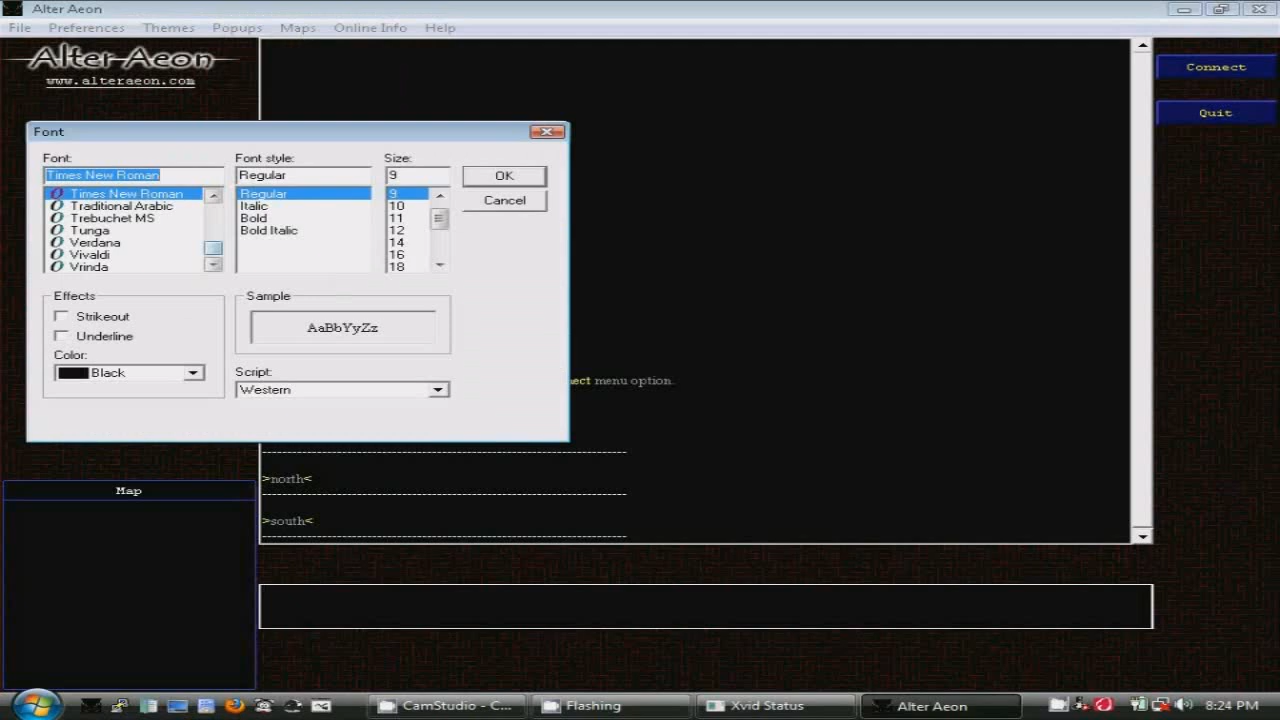 Alter Aeon
File Preferences Themes Popups Maps Online Info Help
Alter Aeon
www.alteraeon.com
Connect
Quit
Font
Font: Font style: Size:
Times New Roman Regular 9 OK
Times New Roman Regular 9
Traditional Arabic Italic 10 Cancel
Trebuchet MS Bold 11
Tunga Bold Italic 12
Verdana 14
Vivaldi 16
Vrinda 18
Effects Sample
Strikeout AaBbYyZz
Underline
Color:
Black Script:
Western
menu option.
------------------------------------------------------------
>north<
------------------------------------------------------------
>south<
------------------------------------------------------------
Map
CamStudio - C... Flashing Xvid Status Alter Aeon 8:24 PM